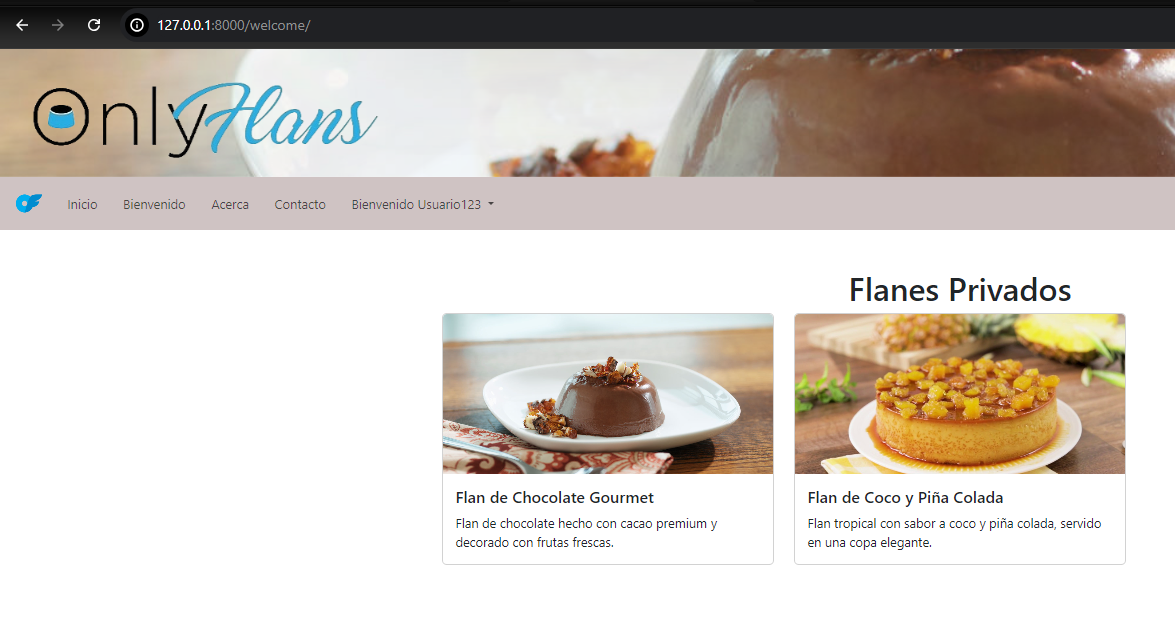 127.0.0.1:8000/welcome/
OnlyFlans
Inicio Bienvenido Acerca Contacto Bienvenido Usuario123
Flanes Privados
Flan de Chocolate Gourmet
Flan de chocolate hecho con cacao premium y
decorado con frutas frescas.
Flan de Coco y Piña Colada
Flan tropical con sabor a coco y piña colada, servido
en una copa elegante.